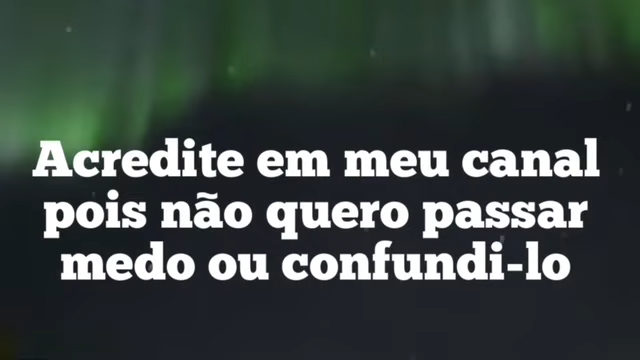 Acredite em meu canal
pois não quero passar
medo ou confundi-lo